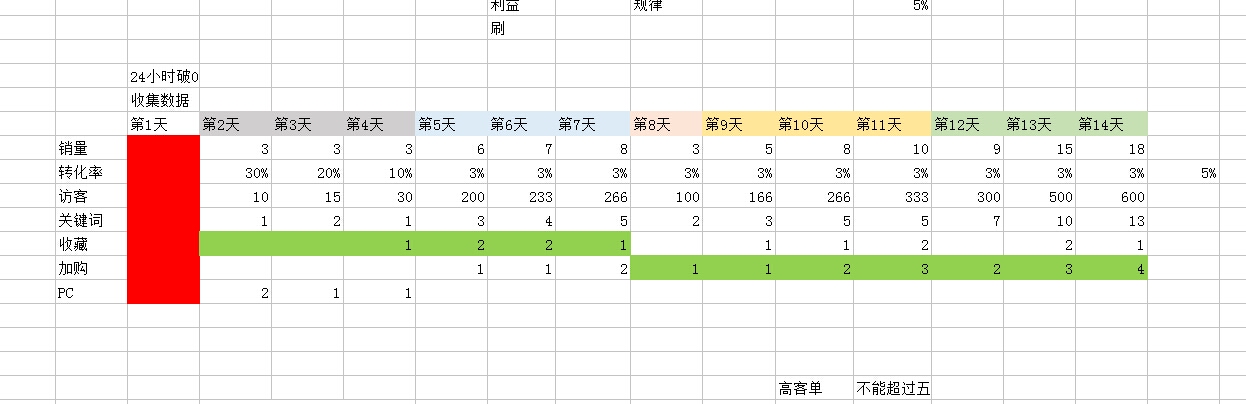 利益 规律 5%
刷
24小时破0
收集数据
第1天 第2天 第3天 第4天 第5天 第6天 第7天 第8天 第9天 第10天 第11天 第12天 第13天 第14天
销量 3 3 3 6 7 8 3 5 8 10 9 15 18
转化率 30% 20% 10% 3% 3% 3% 3% 3% 3% 3% 3% 3% 3% 5%
访客 10 15 30 200 233 266 100 166 266 333 300 500 600
关键词 1 2 1 3 4 5 2 3 5 5 7 10 13
收藏 1 2 2 1 1 1 2 2 1
加购 1 1 2 1 1 2 3 2 3 4
PC 2 1 1
高客单 不能超过五